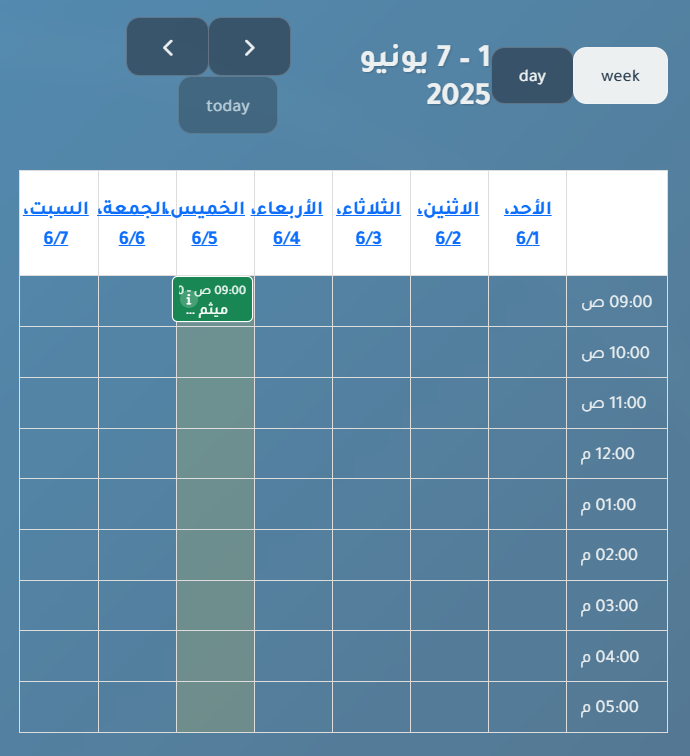 week
day
1 - 7 يونيو
2025
today
الأحد،
6/1
الاثنين،
6/2
الثلاثاء،
6/3
الأربعاء،
6/4
الخميس،
6/5
الجمعة،
6/6
السبت،
6/7
09:00 ص
09:00 ص - 0
ميثم ...
10:00 ص
11:00 ص
12:00 م
01:00 م
02:00 م
03:00 م
04:00 م
05:00 م